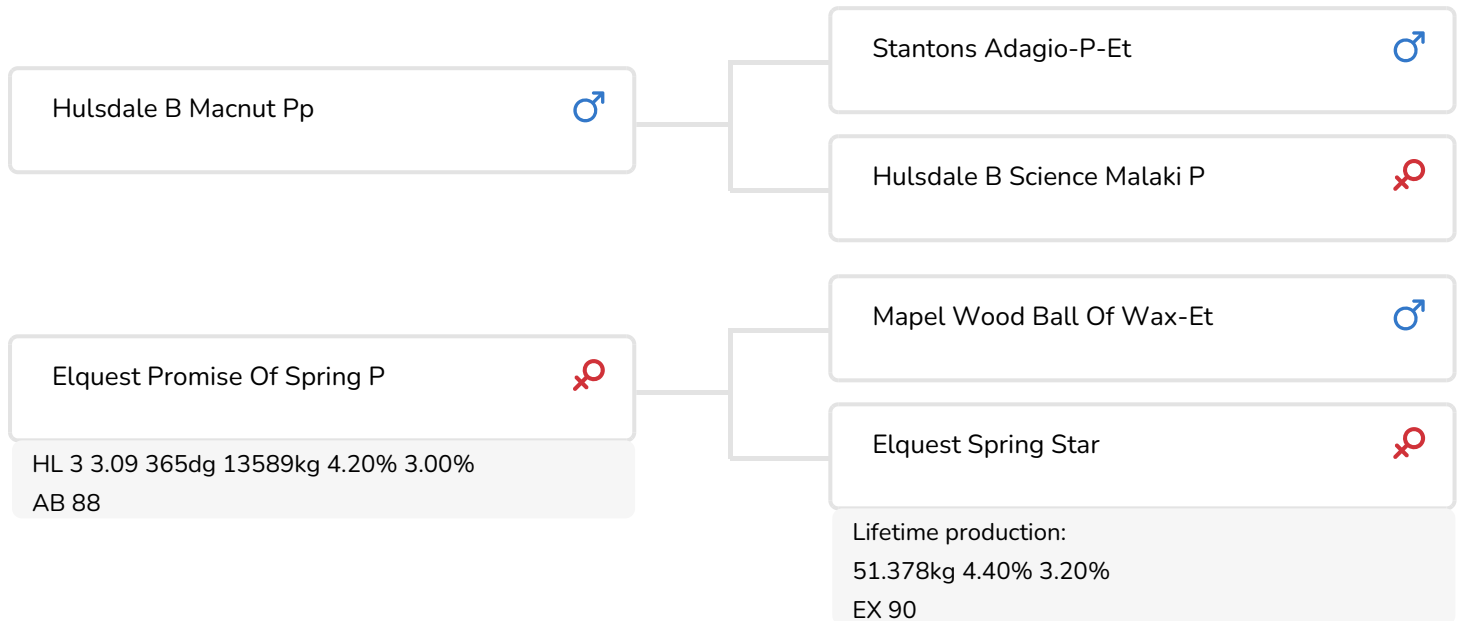 Hulsdale B Macnut Pp
Elquest Promise Of Spring P
HL 3 3.09 365dg 13589kg 4.20% 3.00%
AB 88
Stantons Adagio-P-Et
Hulsdale B Science Malaki P
Mapel Wood Ball Of Wax-Et
Elquest Spring Star
Lifetime production:
51.378kg 4.40% 3.20%
EX 90